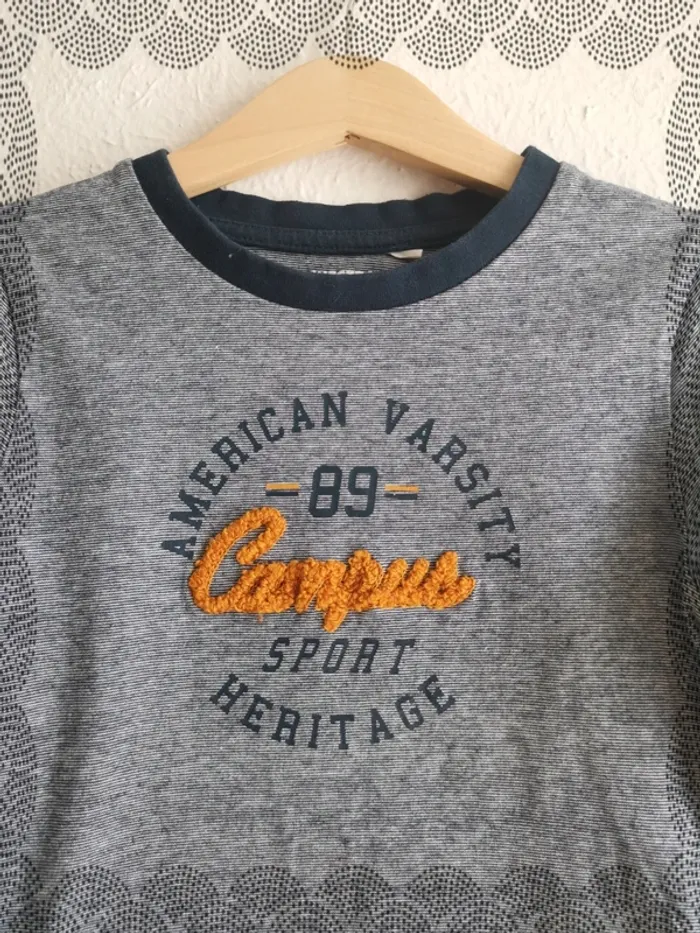 AMERICAN VARSITY
89
Campus
SPORT
HERITAGE